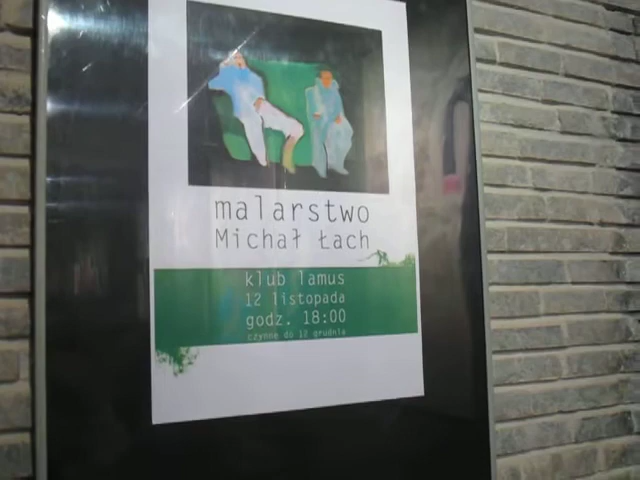 malarstwo
Michał Łach
klub lamus
12 listopada
godz. 18:00
czynne do 12 grudnia